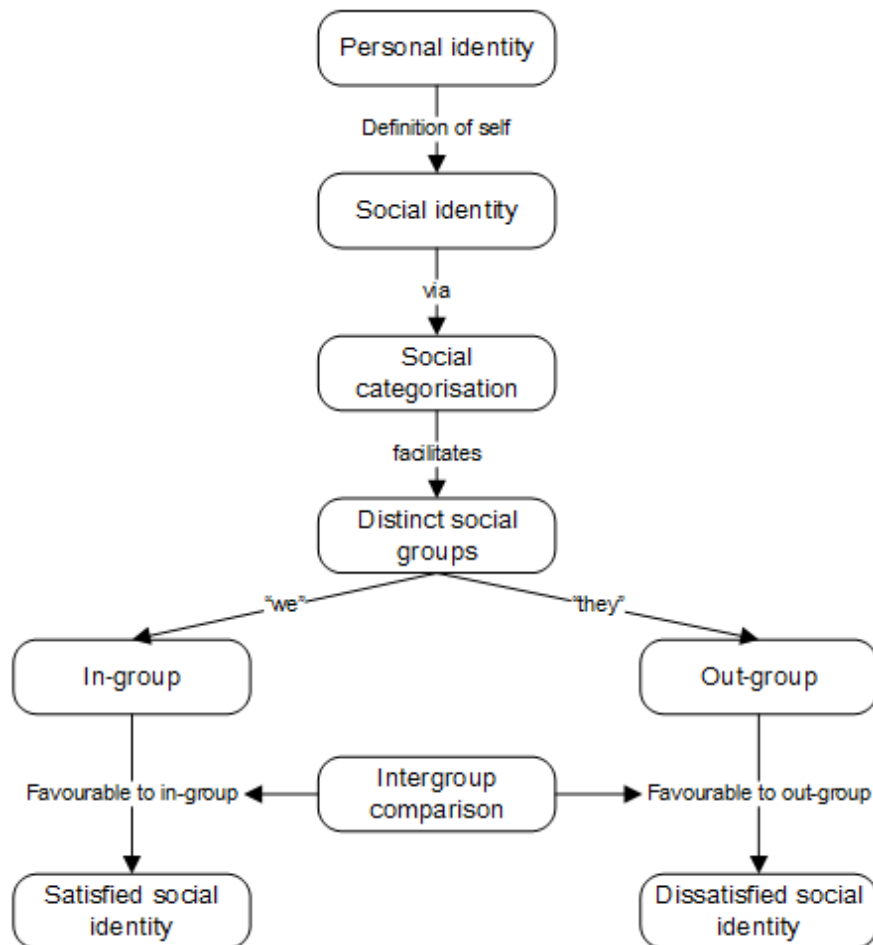 Personal identity
Definition of self
Social identity
via
Social
categorisation
facilitates
Distinct social
groups
"we"
"they"
In-group
Out-group
Favourable to in-group
Intergroup
comparison
Favourable to out-group
Satisfied social
identity
Dissatisfied social
identity